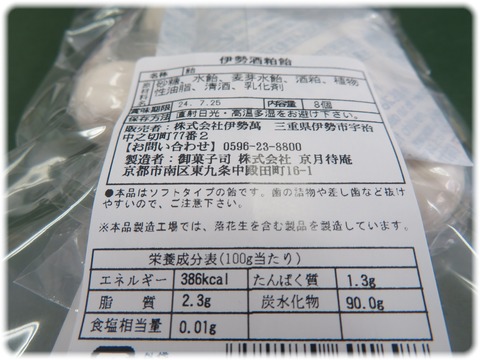 伊勢酒粕飴
名称 飴
原材料名 砂糖、水飴、麦芽水飴、酒粕、植物
性油脂、清酒、乳化剤
賞味期限 24. 7.25 内容量 8個
保存方法 直射日光・高温多湿をお避け下さい。
販売者：株式会社伊勢萬 三重県伊勢市宇治
中之切町77番2
【お問い合わせ】0596-23-8800
製造者：御菓子司 株式会社 京月待庵
京都市南区東九条中殿田町16-1
●本品はソフトタイプの飴です。歯の詰物や差し歯など抜け
やすいので、ご注意下さい。
※本品製造工場では、落花生を含む製品を製造しています。
栄養成分表(100g当たり)
エネルギー 386kcal たんぱく質 1.3g
脂質 2.3g 炭水化物 90.0g
食塩相当量 0.01g